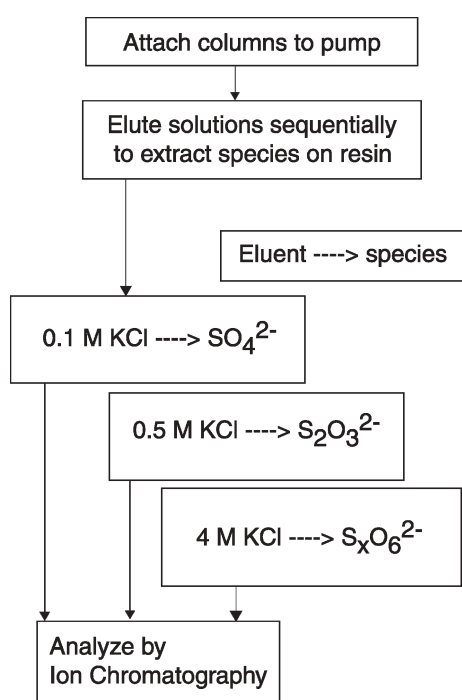 Attach columns to pump
Elute solutions sequentially
to extract species on resin
Eluent ----> species
0.1 M KCl ----> SO₄²⁻
0.5 M KCl ----> S₂O₃²⁻
4 M KCl ----> SₓO₆²⁻
Analyze by
Ion Chromatography